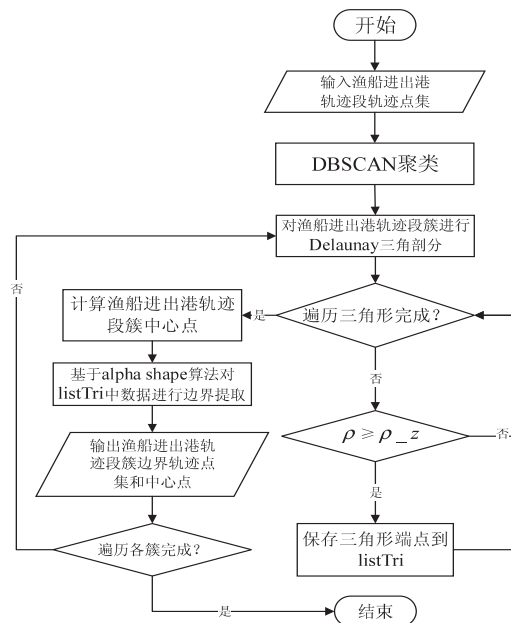 开始
输入渔船进出港
轨迹段轨迹点集
DBSCAN聚类
对渔船进出港轨迹段簇进行
Delaunay三角剖分
否
计算渔船进出港轨迹
段簇中心点
是
遍历三角形完成？
基于alpha shape算法对
listTri中数据进行边界提取
否
输出渔船进出港轨
迹段簇边界轨迹点
集和中心点
ρ ≥ ρ_z
否
是
遍历各簇完成？
保存三角形端点到
listTri
是
结束